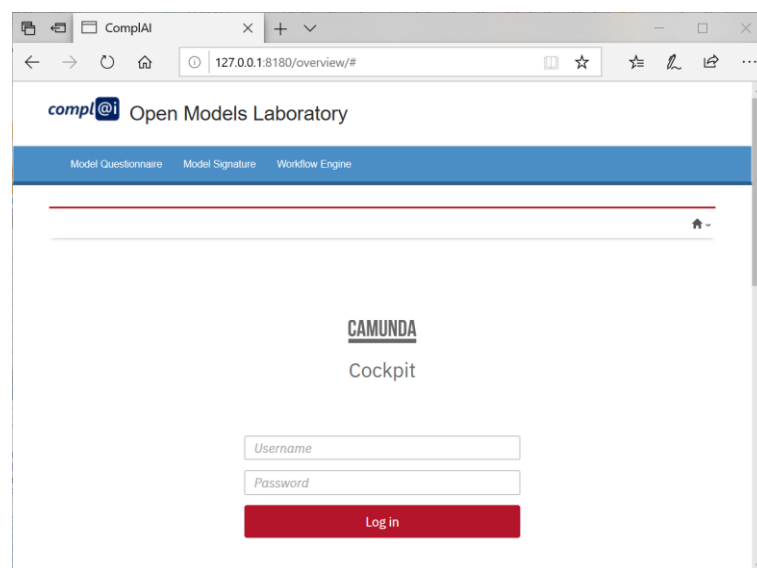 ComplAI
127.0.0.1:8180/overview/#
compl@i Open Models Laboratory
Model Questionnaire Model Signature Workflow Engine
CAMUNDA
Cockpit
Username
Password
Log in